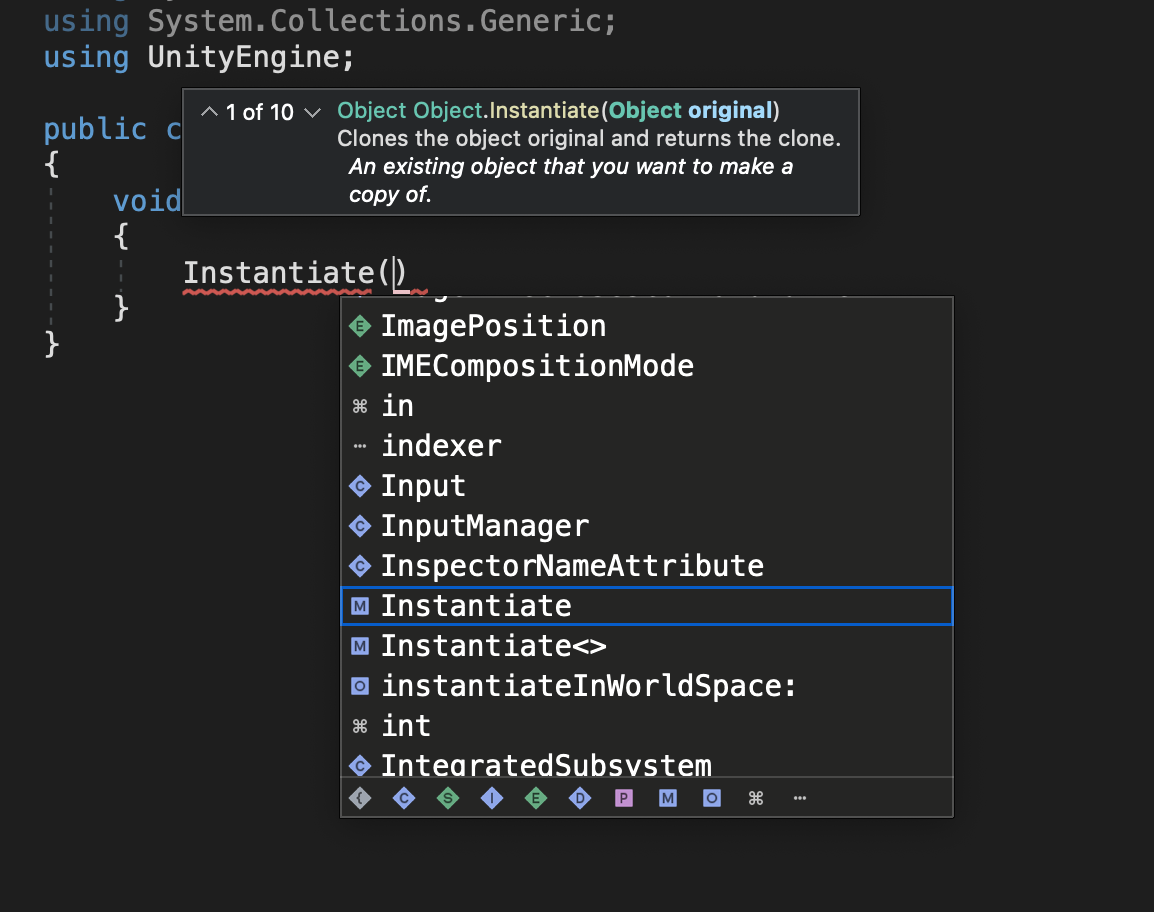 using System.Collections.Generic;
using UnityEngine;
1 of 10 Object Object.Instantiate(Object original)
Clones the object original and returns the clone.
An existing object that you want to make a
copy of.
public c
{
void
{
Instantiate()
}
}
ImagePosition
IMECompositionMode
in
indexer
Input
InputManager
InspectorNameAttribute
Instantiate
Instantiate<>
instantiateInWorldSpace:
int
IntegratedSubsystem